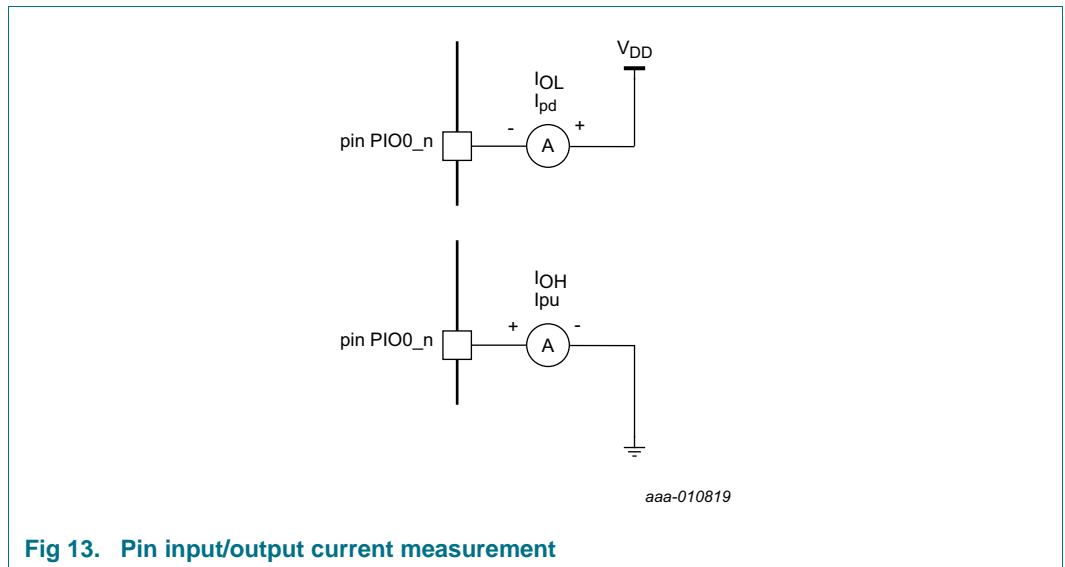 VDD
IOL
Ipd
- +
pin PIO0_n
A
IOH
Ipu
+ -
pin PIO0_n
A
aaa-010819
Fig 13. Pin input/output current measurement